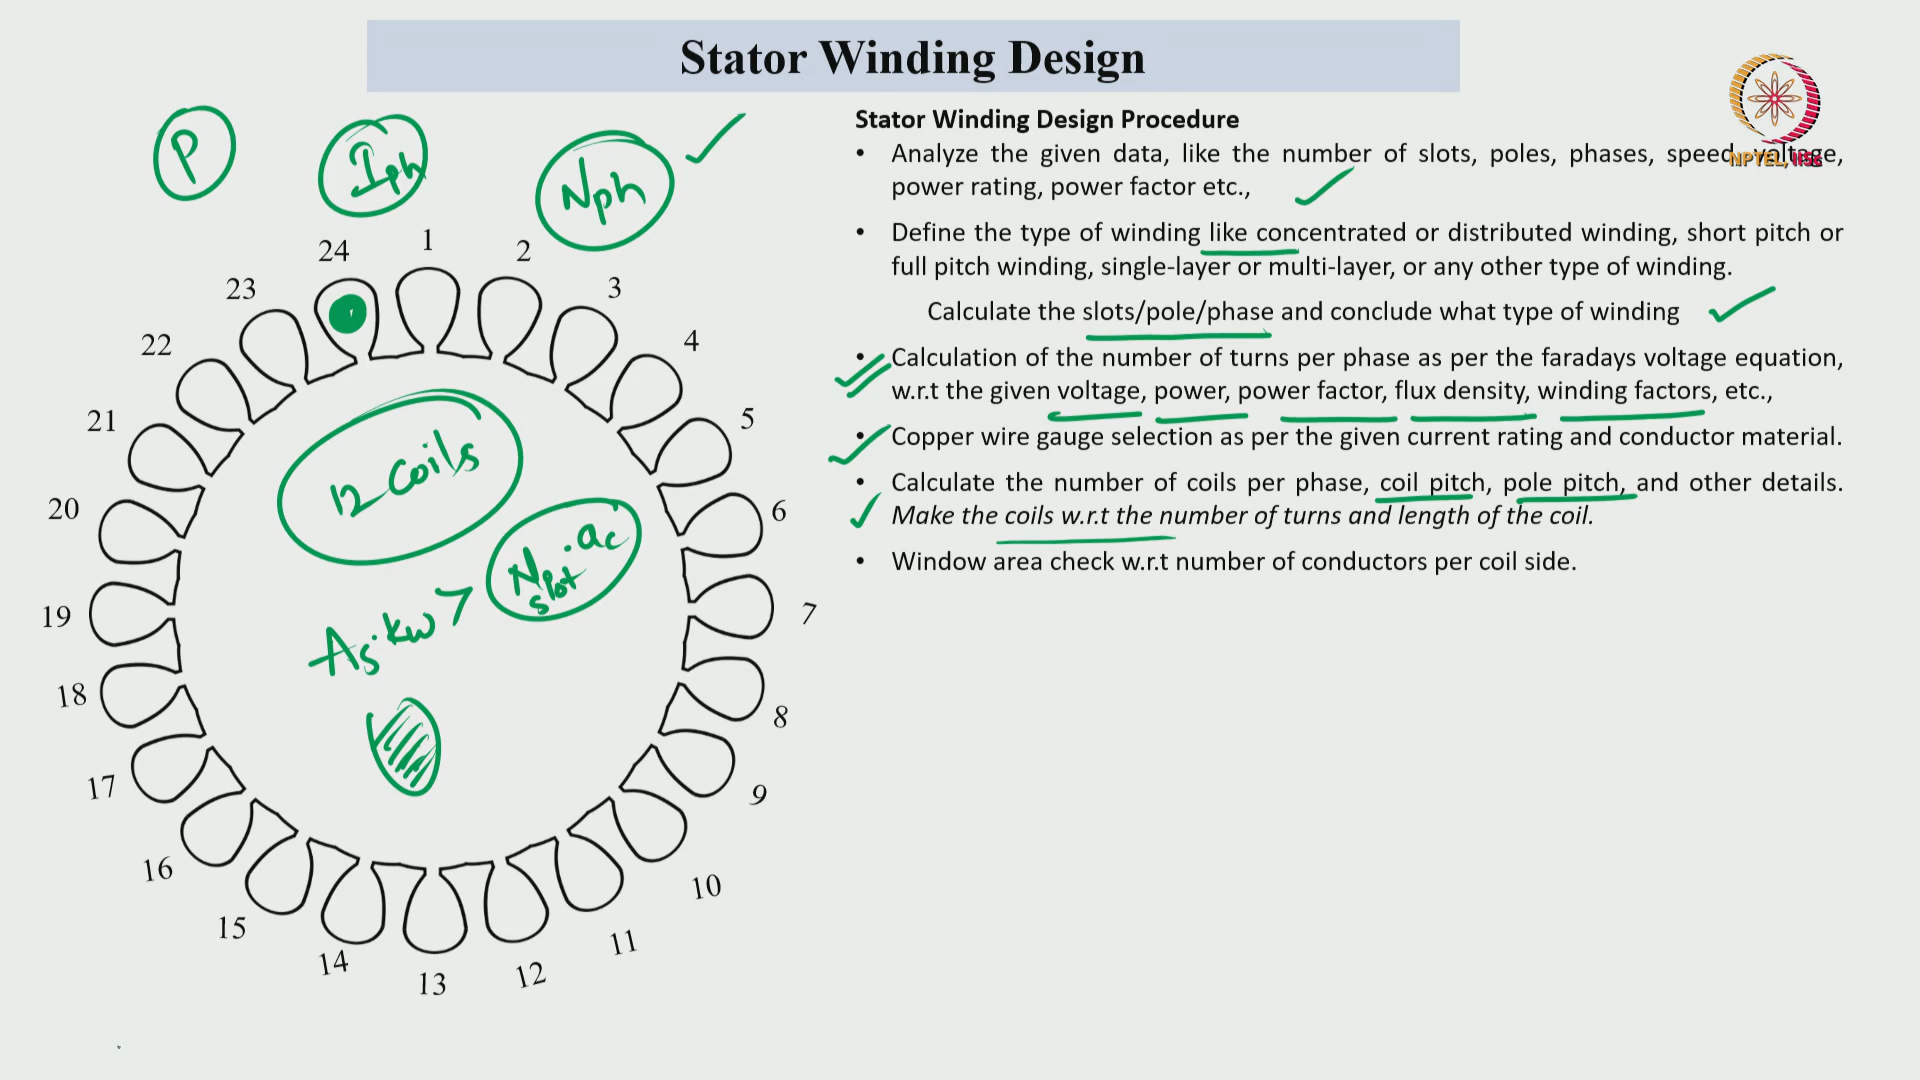 Stator Winding Design
P
Iph
Nph
Stator Winding Design Procedure
• Analyze the given data, like the number of slots, poles, phases, speed, voltage,
power rating, power factor etc.,
• Define the type of winding like concentrated or distributed winding, short pitch or
full pitch winding, single-layer or multi-layer, or any other type of winding.
Calculate the slots/pole/phase and conclude what type of winding
• Calculation of the number of turns per phase as per the faradays voltage equation,
w.r.t the given voltage, power, power factor, flux density, winding factors, etc.,
• Copper wire gauge selection as per the given current rating and conductor material.
• Calculate the number of coils per phase, coil pitch, pole pitch, and other details.
Make the coils w.r.t the number of turns and length of the coil.
• Window area check w.r.t number of conductors per coil side.
NPTEL, IISc
1
2
3
4
5
6
7
8
9
10
11
12
13
14
15
16
17
18
19
20
21
22
23
24
12 Coils
As.kw > Nslot.ac